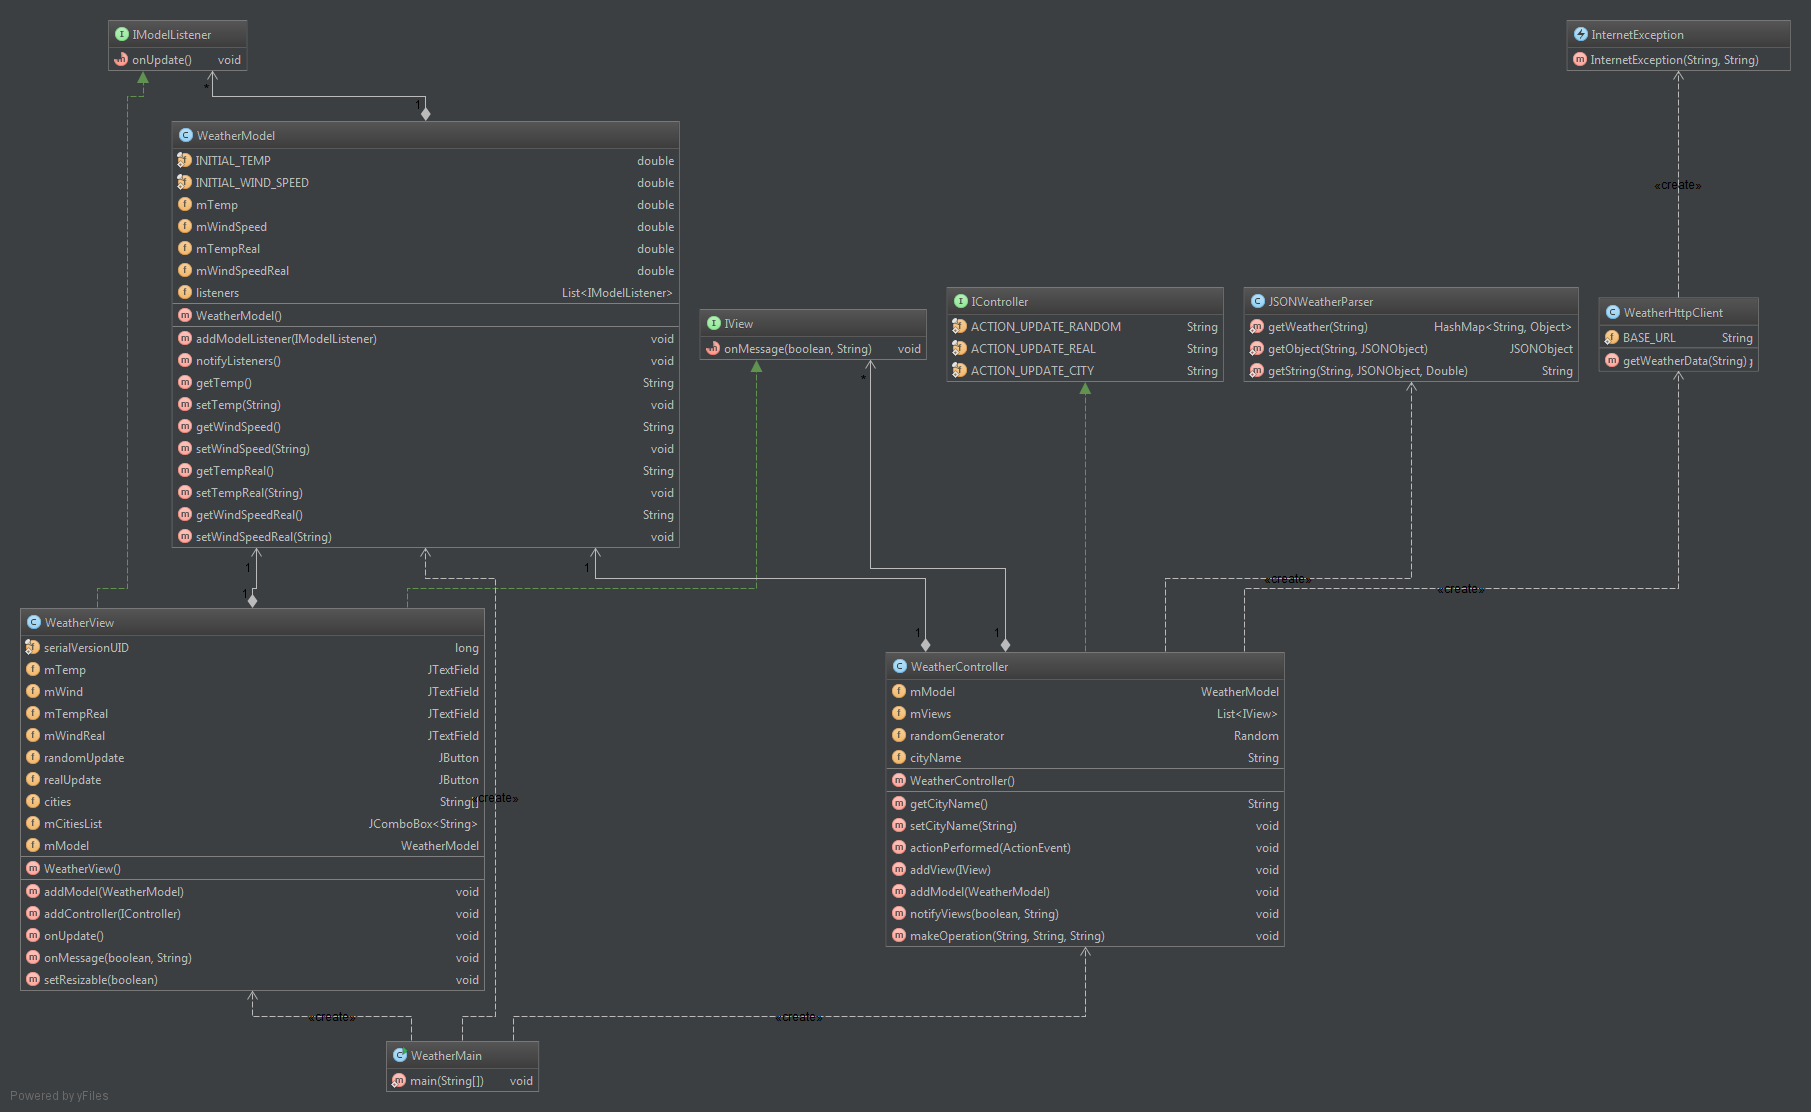 IModelListener
onUpdate() void
InternetException
InternetException(String, String)
*
1
«create»
WeatherModel
INITIAL_TEMP double
INITIAL_WIND_SPEED double
mTemp double
mWindSpeed double
mTempReal double
mWindSpeedReal double
listeners List<IModelListener>
WeatherModel()
addModelListener(IModelListener) void
notifyListeners() void
getTemp() String
setTemp(String) void
getWindSpeed() String
setWindSpeed(String) void
getTempReal() String
setTempReal(String) void
getWindSpeedReal() String
setWindSpeedReal(String) void
IView
onMessage(boolean, String) void
*
IController
ACTION_UPDATE_RANDOM String
ACTION_UPDATE_REAL String
ACTION_UPDATE_CITY String
JSONWeatherParser
getWeather(String) HashMap<String, Object>
getObject(String, JSONObject) JSONObject
getString(String, JSONObject, Double) String
WeatherHttpClient
BASE_URL String
getWeatherData(String)
1
1
1
«create»
«create»
1
1
WeatherView
serialVersionUID long
mTemp JTextField
mWind JTextField
mTempReal JTextField
mWindReal JTextField
randomUpdate JButton
realUpdate JButton
cities String[]
mCitiesList JComboBox<String>
mModel WeatherModel
WeatherView()
addModel(WeatherModel) void
addController(IController) void
onUpdate() void
onMessage(boolean, String) void
setResizable(boolean) void
«create»
WeatherController
mModel WeatherModel
mViews List<IView>
randomGenerator Random
cityName String
WeatherController()
getCityName() String
setCityName(String) void
actionPerformed(ActionEvent) void
addView(IView) void
addModel(WeatherModel) void
notifyViews(boolean, String) void
makeOperation(String, String, String) void
«create»
«create»
WeatherMain
main(String[]) void
Powered by yFiles